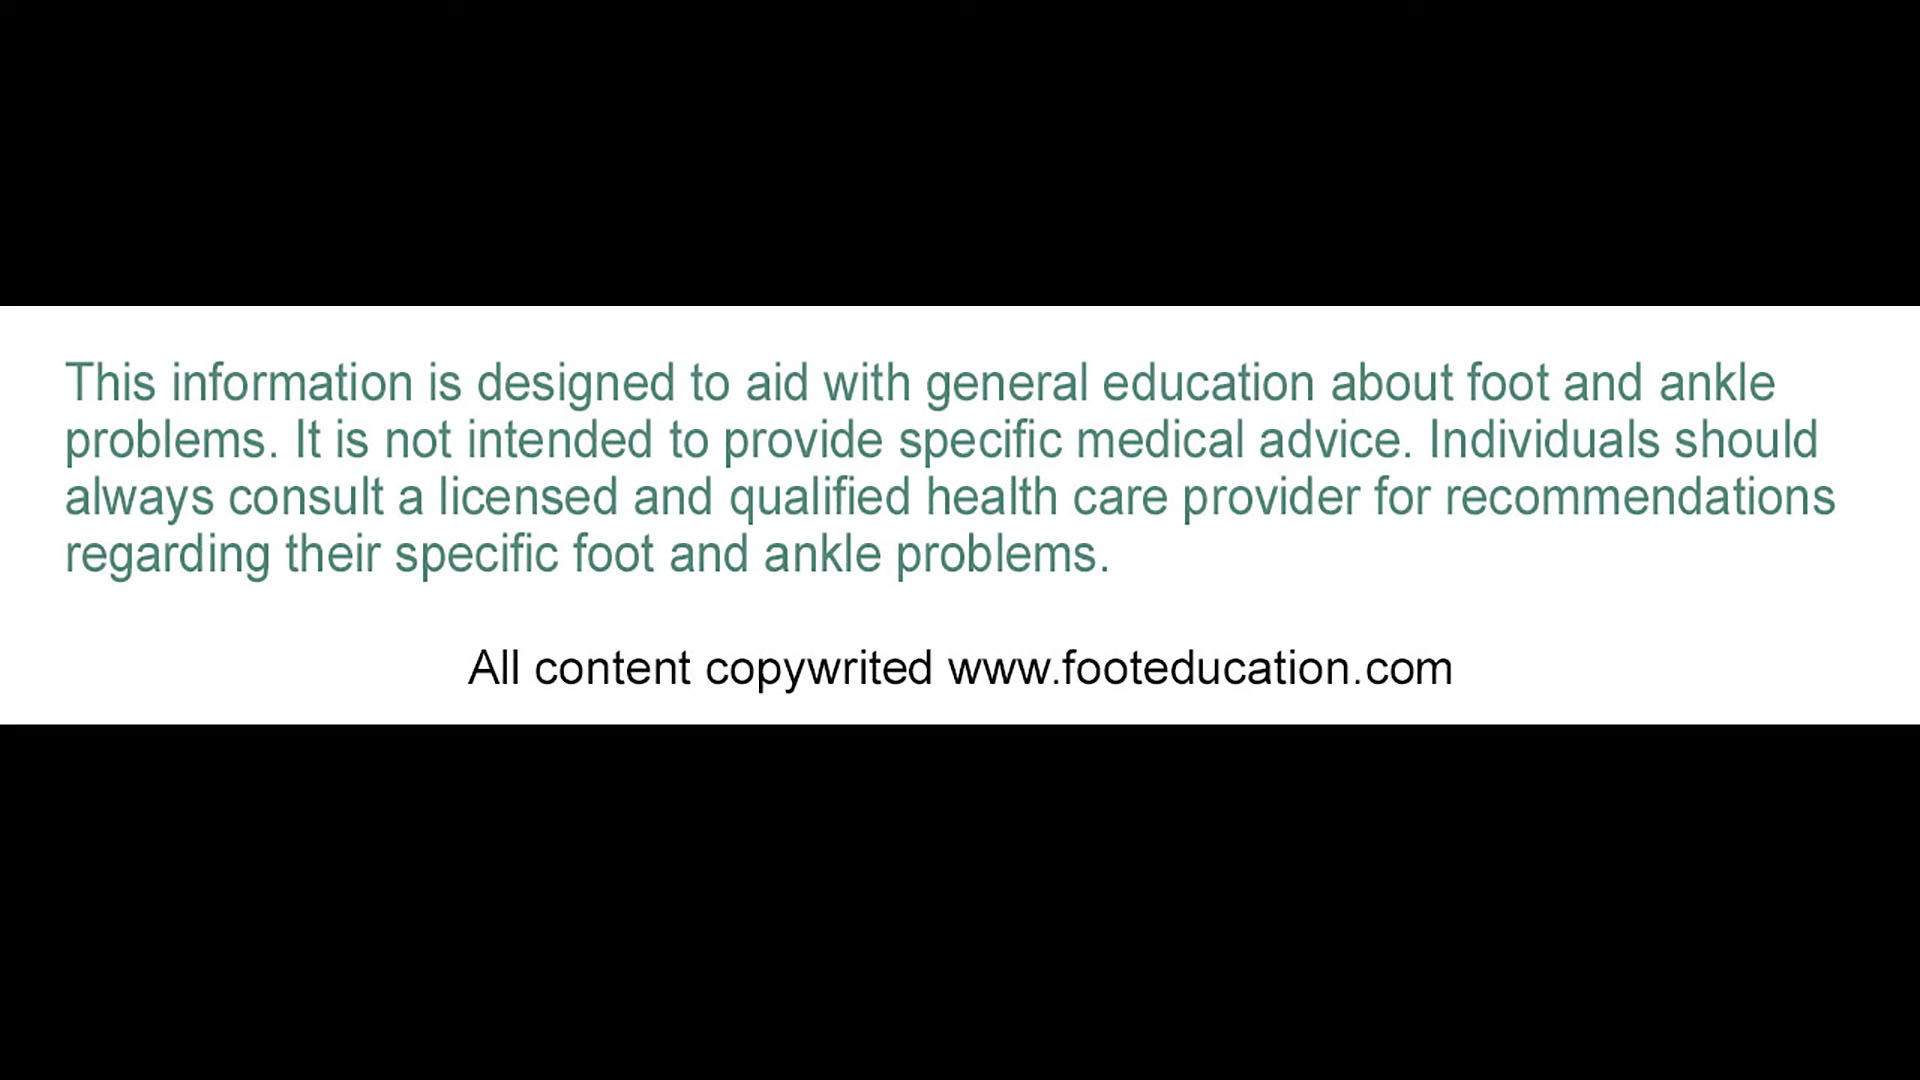 This information is designed to aid with general education about foot and ankle
problems. It is not intended to provide specific medical advice. Individuals should
always consult a licensed and qualified health care provider for recommendations
regarding their specific foot and ankle problems.
All content copywrited www.footeducation.com